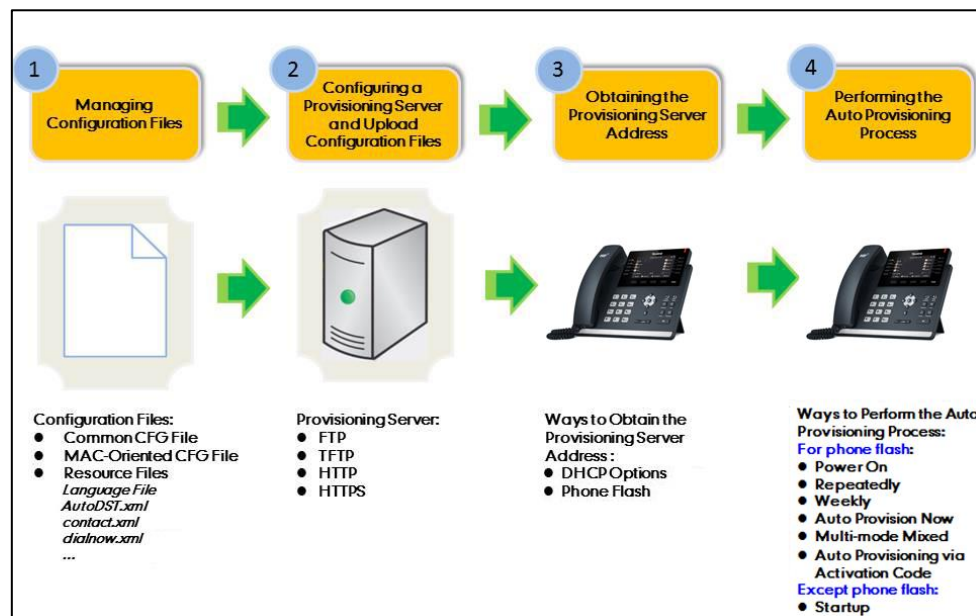 1
Managing
Configuration Files
2
Configuring a
Provisioning Server
and Upload
Configuration Files
3
Obtaining the
Provisioning Server
Address
4
Performing the
Auto Provisioning
Process
Configuration Files:
● Common CFG File
● MAC-Oriented CFG File
● Resource Files
Language File
AutoDST.xml
contact.xml
dialnow.xml
...
Provisioning Server:
● FTP
● TFTP
● HTTP
● HTTPS
Ways to Obtain the
Provisioning Server
Address :
● DHCP Options
● Phone Flash
Ways to Perform the Auto
Provisioning Process:
For phone flash:
● Power On
● Repeatedly
● Weekly
● Auto Provision Now
● Multi-mode Mixed
● Auto Provisioning via
Activation Code
Except phone flash:
● Startup